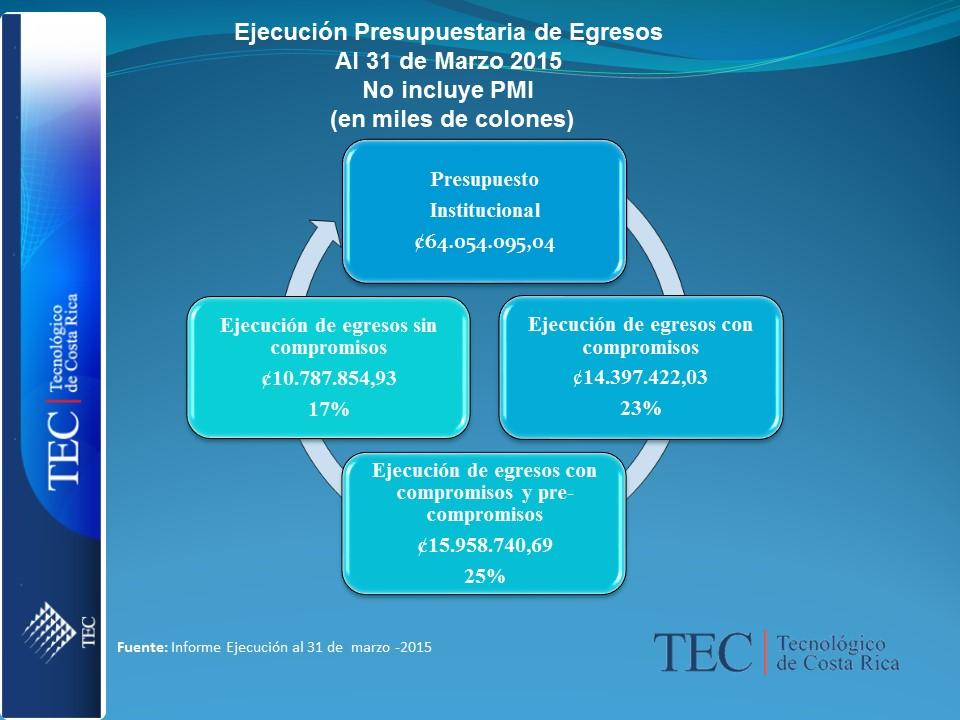 Ejecución Presupuestaria de Egresos
Al 31 de Marzo 2015
No incluye PMI
(en miles de colones)
Presupuesto
Institucional
¢64.054.095,04
Ejecución de egresos sin
compromisos
¢10.787.854,93
17%
Ejecución de egresos con
compromisos
¢14.397.422,03
23%
Ejecución de egresos con
compromisos y pre-
compromisos
¢15.958.740,69
25%
TEC
Tecnológico
de Costa Rica
TEC
Fuente: Informe Ejecución al 31 de marzo -2015
TEC
Tecnológico
de Costa Rica